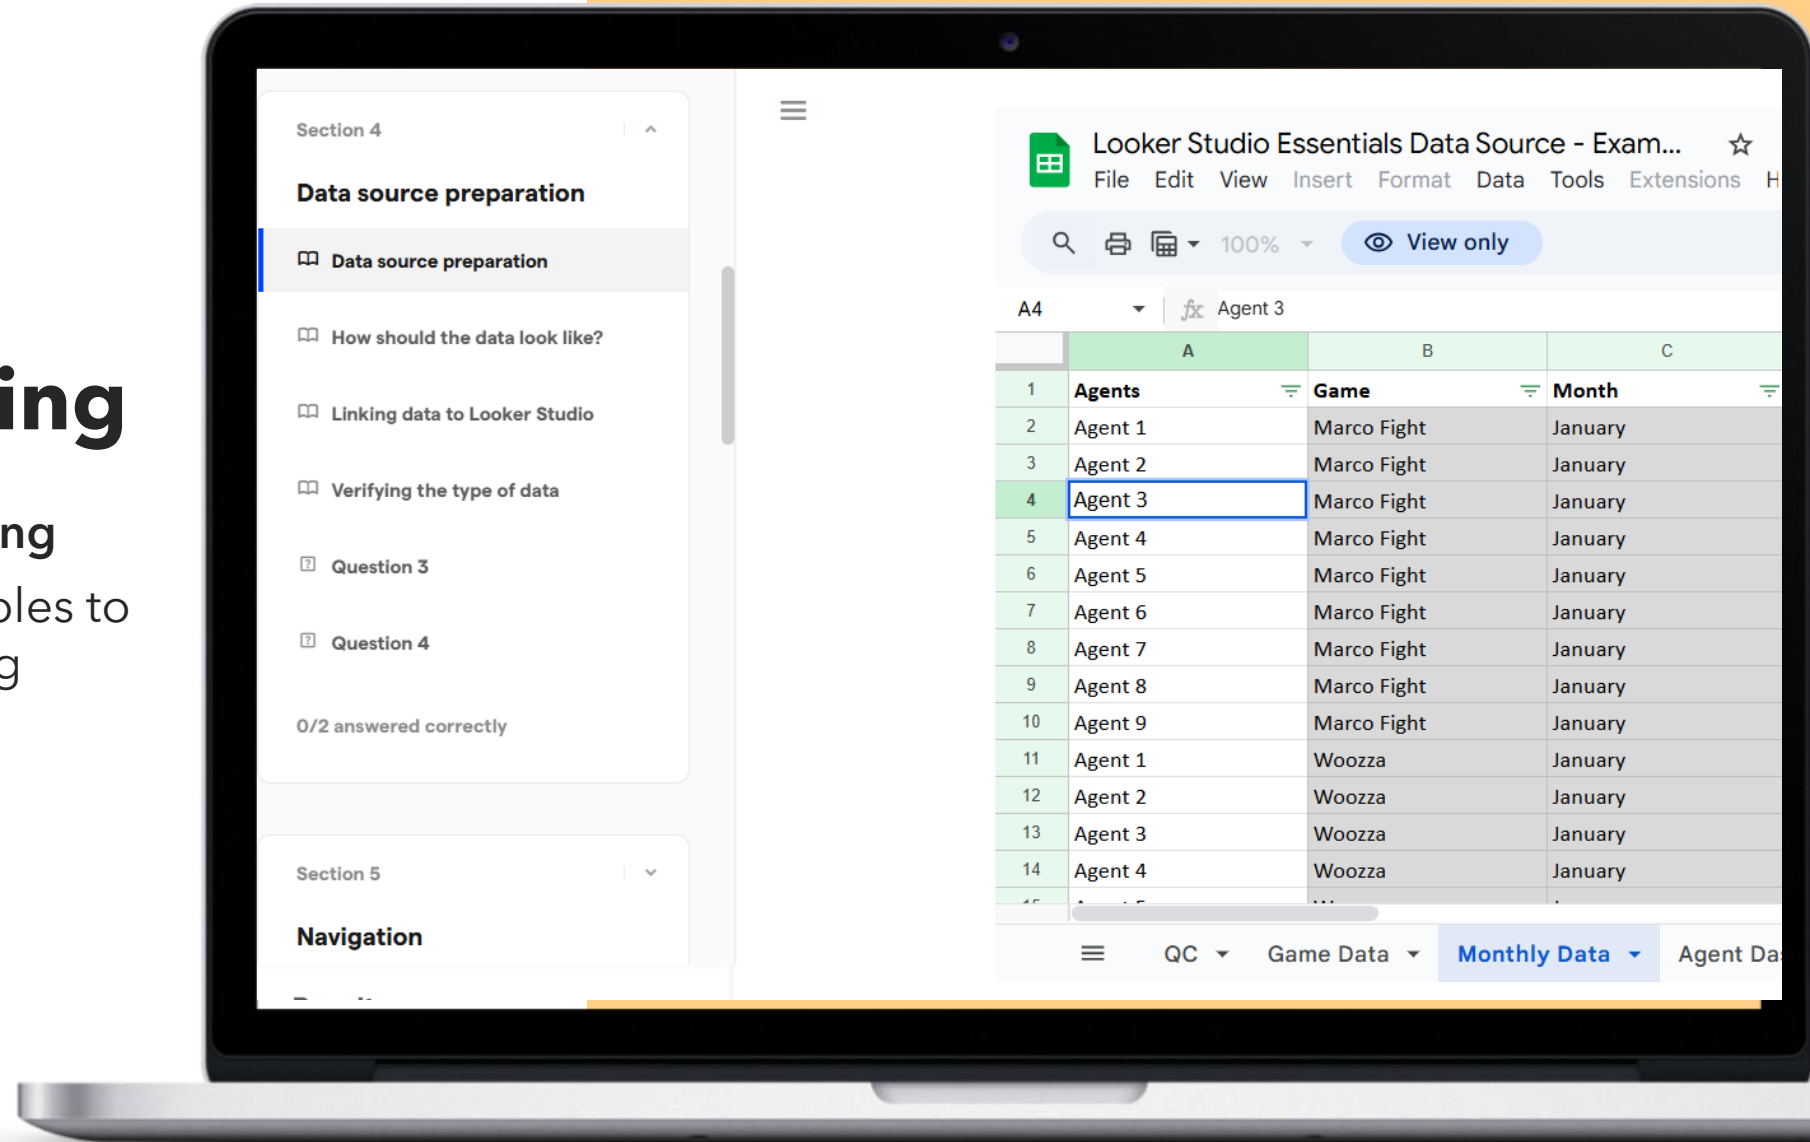 ing
ng
les to
g
Section 4
Data source preparation
Data source preparation
How should the data look like?
Linking data to Looker Studio
Verifying the type of data
Question 3
Question 4
0/2 answered correctly
Section 5
Navigation
Looker Studio Essentials Data Source - Exam...
File Edit View Insert Format Data Tools Extensions H
100% View only
A4 fx Agent 3
A B C
1 Agents Game Month
2 Agent 1 Marco Fight January
3 Agent 2 Marco Fight January
4 Agent 3 Marco Fight January
5 Agent 4 Marco Fight January
6 Agent 5 Marco Fight January
7 Agent 6 Marco Fight January
8 Agent 7 Marco Fight January
9 Agent 8 Marco Fight January
10 Agent 9 Marco Fight January
11 Agent 1 Woozza January
12 Agent 2 Woozza January
13 Agent 3 Woozza January
14 Agent 4 Woozza January
QC Game Data Monthly Data Agent Da